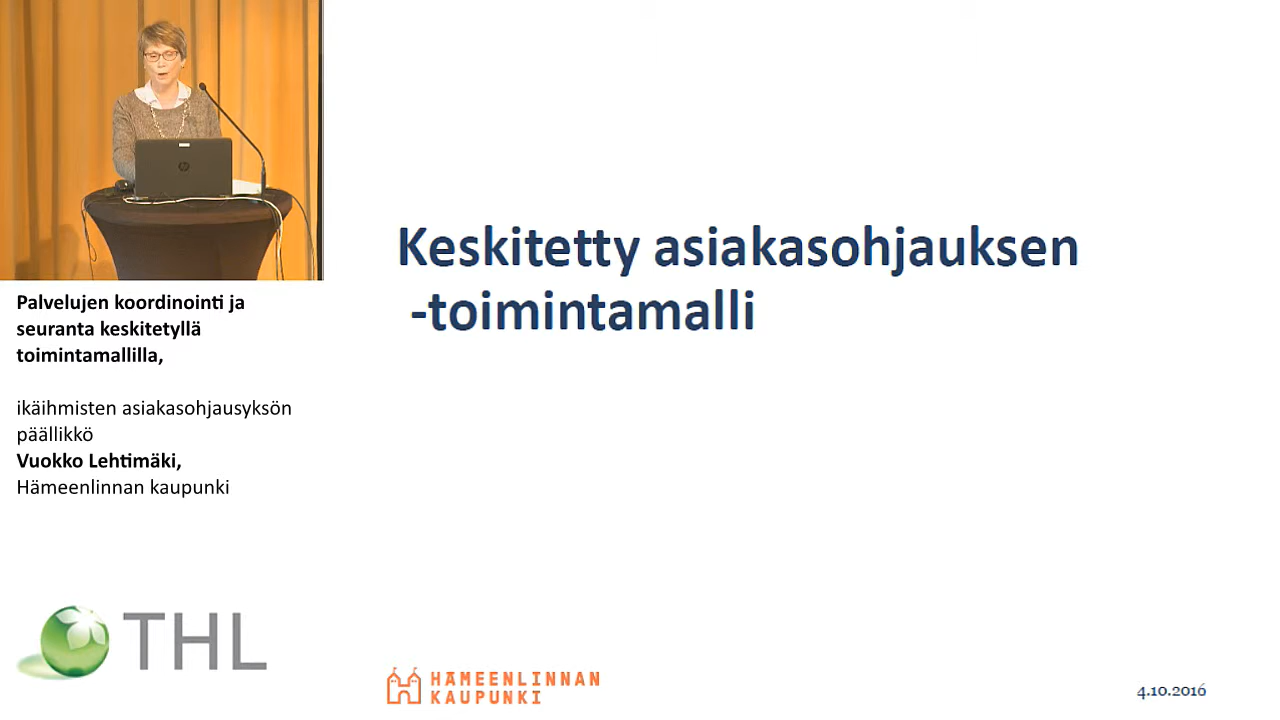 Palvelujen koordinointi ja
seuranta keskitetyllä
toimintamallilla,
ikäihmisten asiakasohjausyksön
päällikkö
Vuokko Lehtimäki,
Hämeenlinnan kaupunki
THL
Keskitetty asiakasohjauksen
-toimintamalli
HÄMEENLINNAN
KAUPUNKI
4.10.2016